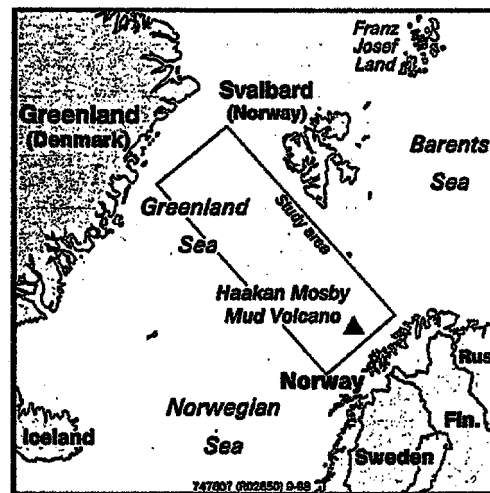 Franz
Josef
Land
Svalbard
(Norway)
Greenland
(Denmark)
Barents
Sea
Greenland
Sea
Study area
Haakan Mosby
Mud Volcano
Norway
Rus
Norwegian
Sea
Iceland
Fin.
Sweden
747807 (R02650) 9-98